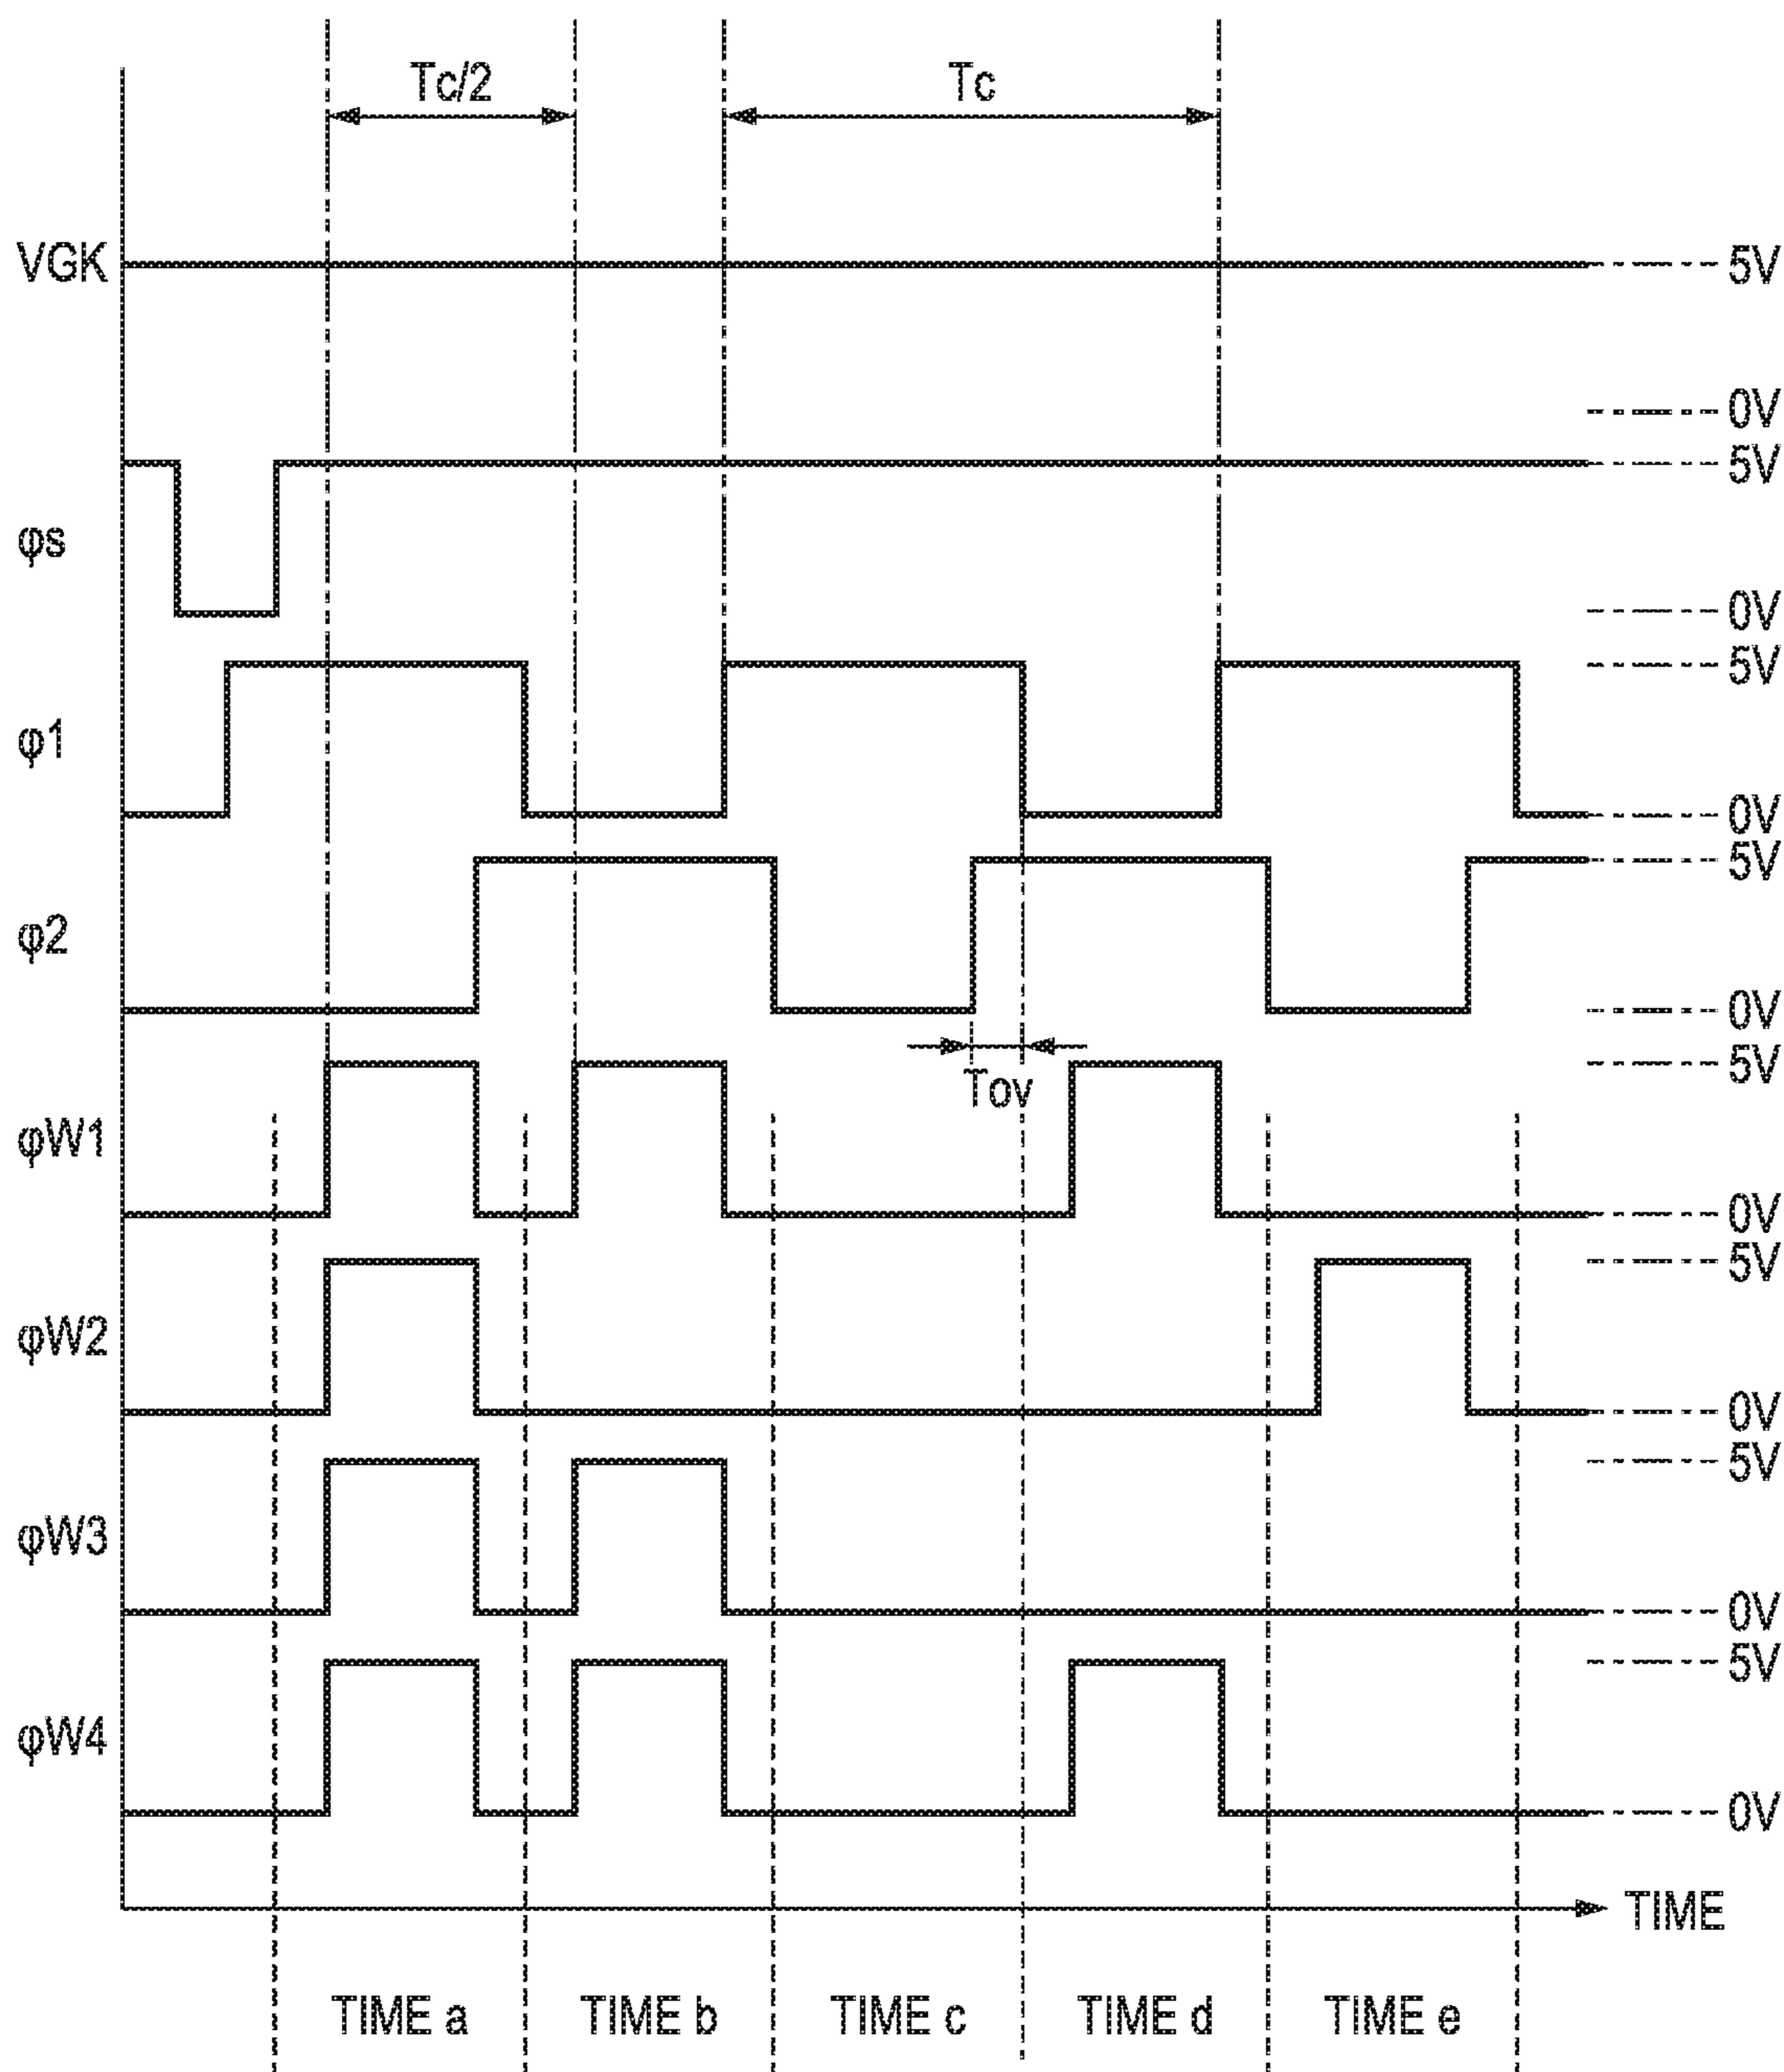 Tc/2 Tc
VGK 5V
0V
5V
φs
0V
5V
φ1
0V
5V
φ2
0V
5V
Tov
φW1
0V
5V
φW2
0V
5V
φW3
0V
5V
φW4
0V
TIME
TIME a TIME b TIME c TIME d TIME e